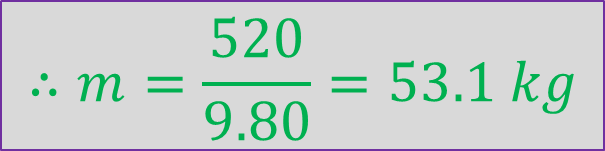 ∴ m = 520/9.80 = 53.1 kg